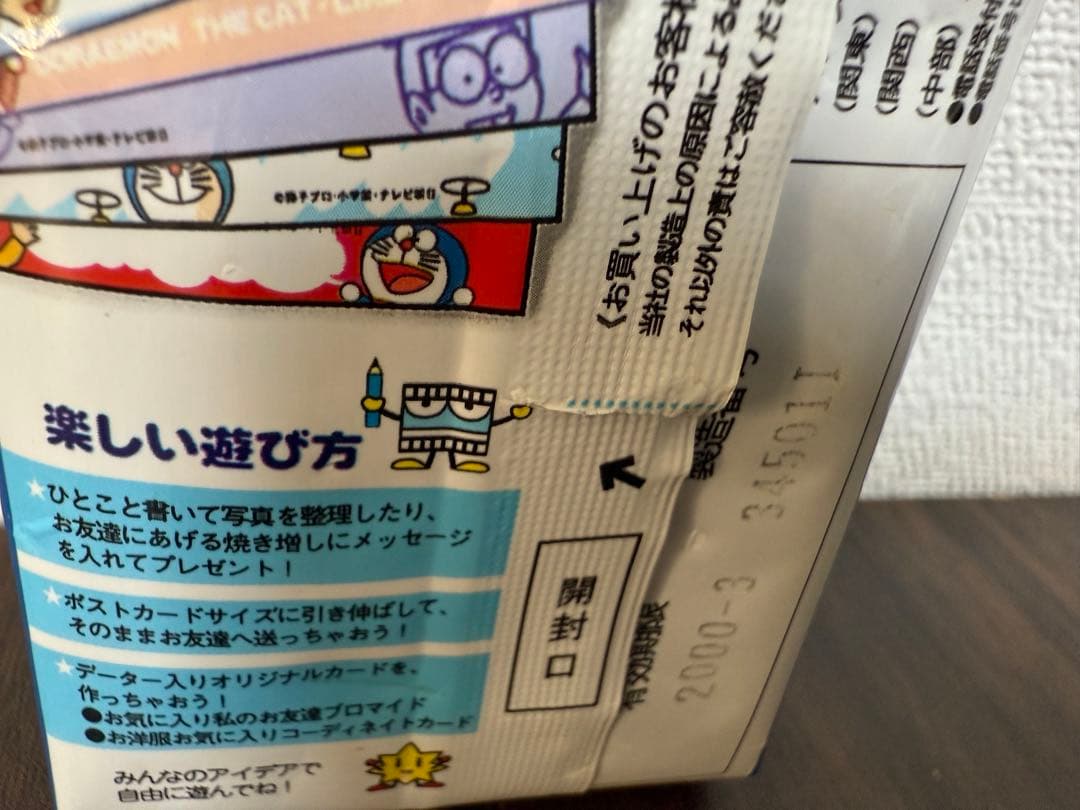 DORAEMON THE CAT-LIKE
©藤子プロ・小学館・テレビ朝日
©藤子プロ・小学館・テレビ朝日
楽しい遊び方
★ひとこと書いて写真を整理したり、
お友達にあげる焼き増しにメッセージ
を入れてプレゼント！
★ポストカードサイズに引き伸ばして、
そのままお友達へ送っちゃおう！
★データー入りオリジナルカードを、
作っちゃおう！
●お気に入り私のお友達ブロマイド
●お洋服お気に入りコーディネイトカード
みんなのアイデアで
自由に遊んでね！
《お買い上げのお客様
当社の製造上の原因による
それ以外の責はご容赦くださ
開封口
製造番号
345011
有効期限
2000-3
(関東)
(関西)
(中部)
●電話受付
●電話番号